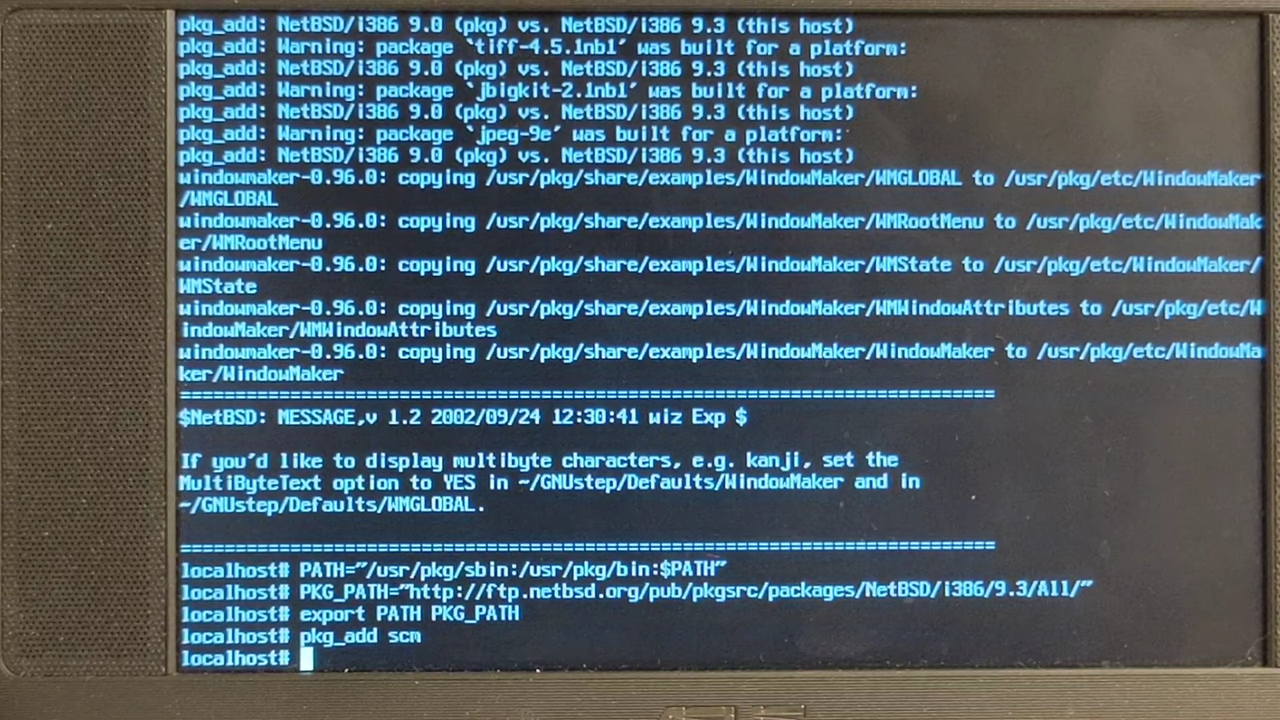 pkg_add: NetBSD/i386 9.0 (pkg) vs. NetBSD/i386 9.3 (this host)
pkg_add: Warning: package `tiff-4.5.1nb1' was built for a platform:
pkg_add: NetBSD/i386 9.0 (pkg) vs. NetBSD/i386 9.3 (this host)
pkg_add: Warning: package `jbigkit-2.1nb1' was built for a platform:
pkg_add: NetBSD/i386 9.0 (pkg) vs. NetBSD/i386 9.3 (this host)
pkg_add: Warning: package `jpeg-9e' was built for a platform:
pkg_add: NetBSD/i386 9.0 (pkg) vs. NetBSD/i386 9.3 (this host)
windowmaker-0.96.0: copying /usr/pkg/share/examples/WindowMaker/WMGLOBAL to /usr/pkg/etc/WindowMaker
/WMGLOBAL
windowmaker-0.96.0: copying /usr/pkg/share/examples/WindowMaker/WMRootMenu to /usr/pkg/etc/WindowMak
er/WMRootMenu
windowmaker-0.96.0: copying /usr/pkg/share/examples/WindowMaker/WMState to /usr/pkg/etc/WindowMaker/
WMState
windowmaker-0.96.0: copying /usr/pkg/share/examples/WindowMaker/WMWindowAttributes to /usr/pkg/etc/W
indowMaker/WMWindowAttributes
windowmaker-0.96.0: copying /usr/pkg/share/examples/WindowMaker/WindowMaker to /usr/pkg/etc/WindowMa
ker/WindowMaker
===========================================================================
$NetBSD: MESSAGE,v 1.2 2002/09/24 12:30:41 wiz Exp $
If you'd like to display multibyte characters, e.g. kanji, set the
MultiByteText option to YES in ~/GNUstep/Defaults/WindowMaker and in
~/GNUstep/Defaults/WMGLOBAL.
===========================================================================
localhost# PATH="/usr/pkg/sbin:/usr/pkg/bin:$PATH"
localhost# PKG_PATH="http://ftp.netbsd.org/pub/pkgsrc/packages/NetBSD/i386/9.3/All/"
localhost# export PATH PKG_PATH
localhost# pkg_add scm
localhost#